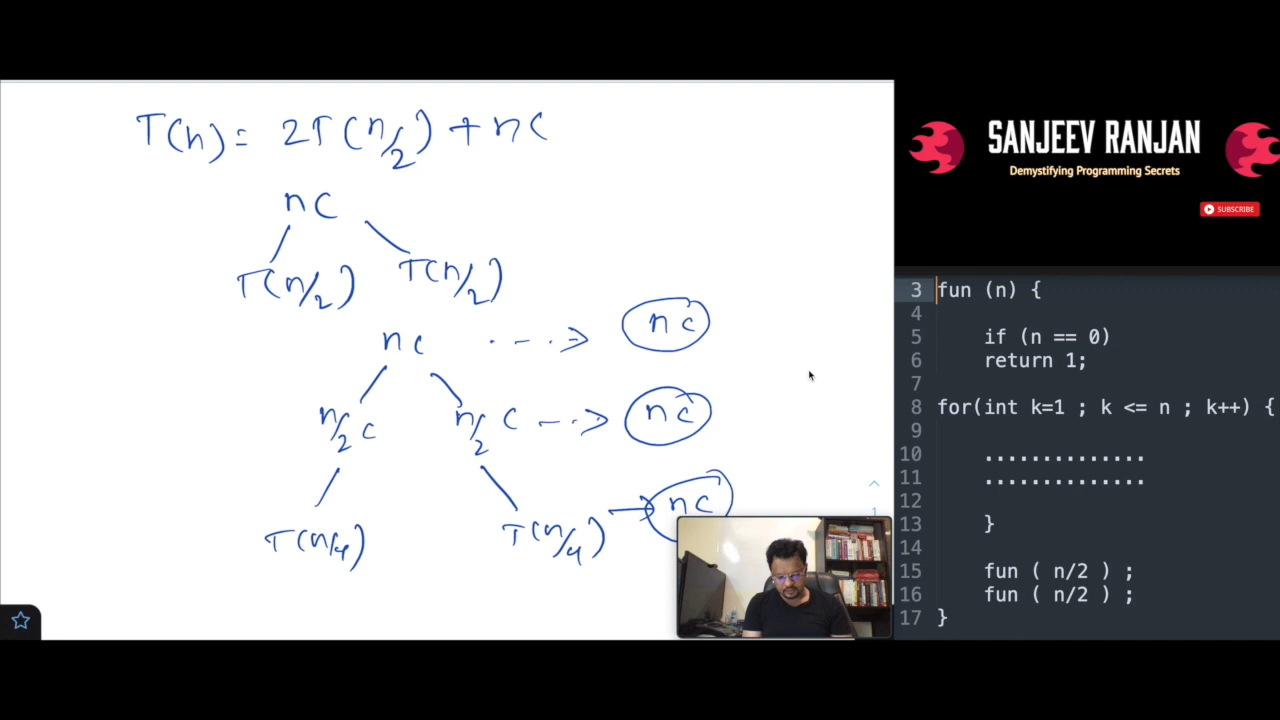 T(n) = 2T(n/2) + nc
nc
T(n/2) T(n/2)
nc - - -> nc
n/2 c n/2 c - - -> nc
T(n/4) T(n/4) -> nc
1
SANJEEV RANJAN
Demystifying Programming Secrets
SUBSCRIBE
3 fun (n) {
4
5 if (n == 0)
6 return 1;
7
8 for(int k=1 ; k <= n ; k++) {
9
10 ..............
11 ..............
12
13 }
14
15 fun ( n/2 ) ;
16 fun ( n/2 ) ;
17 }